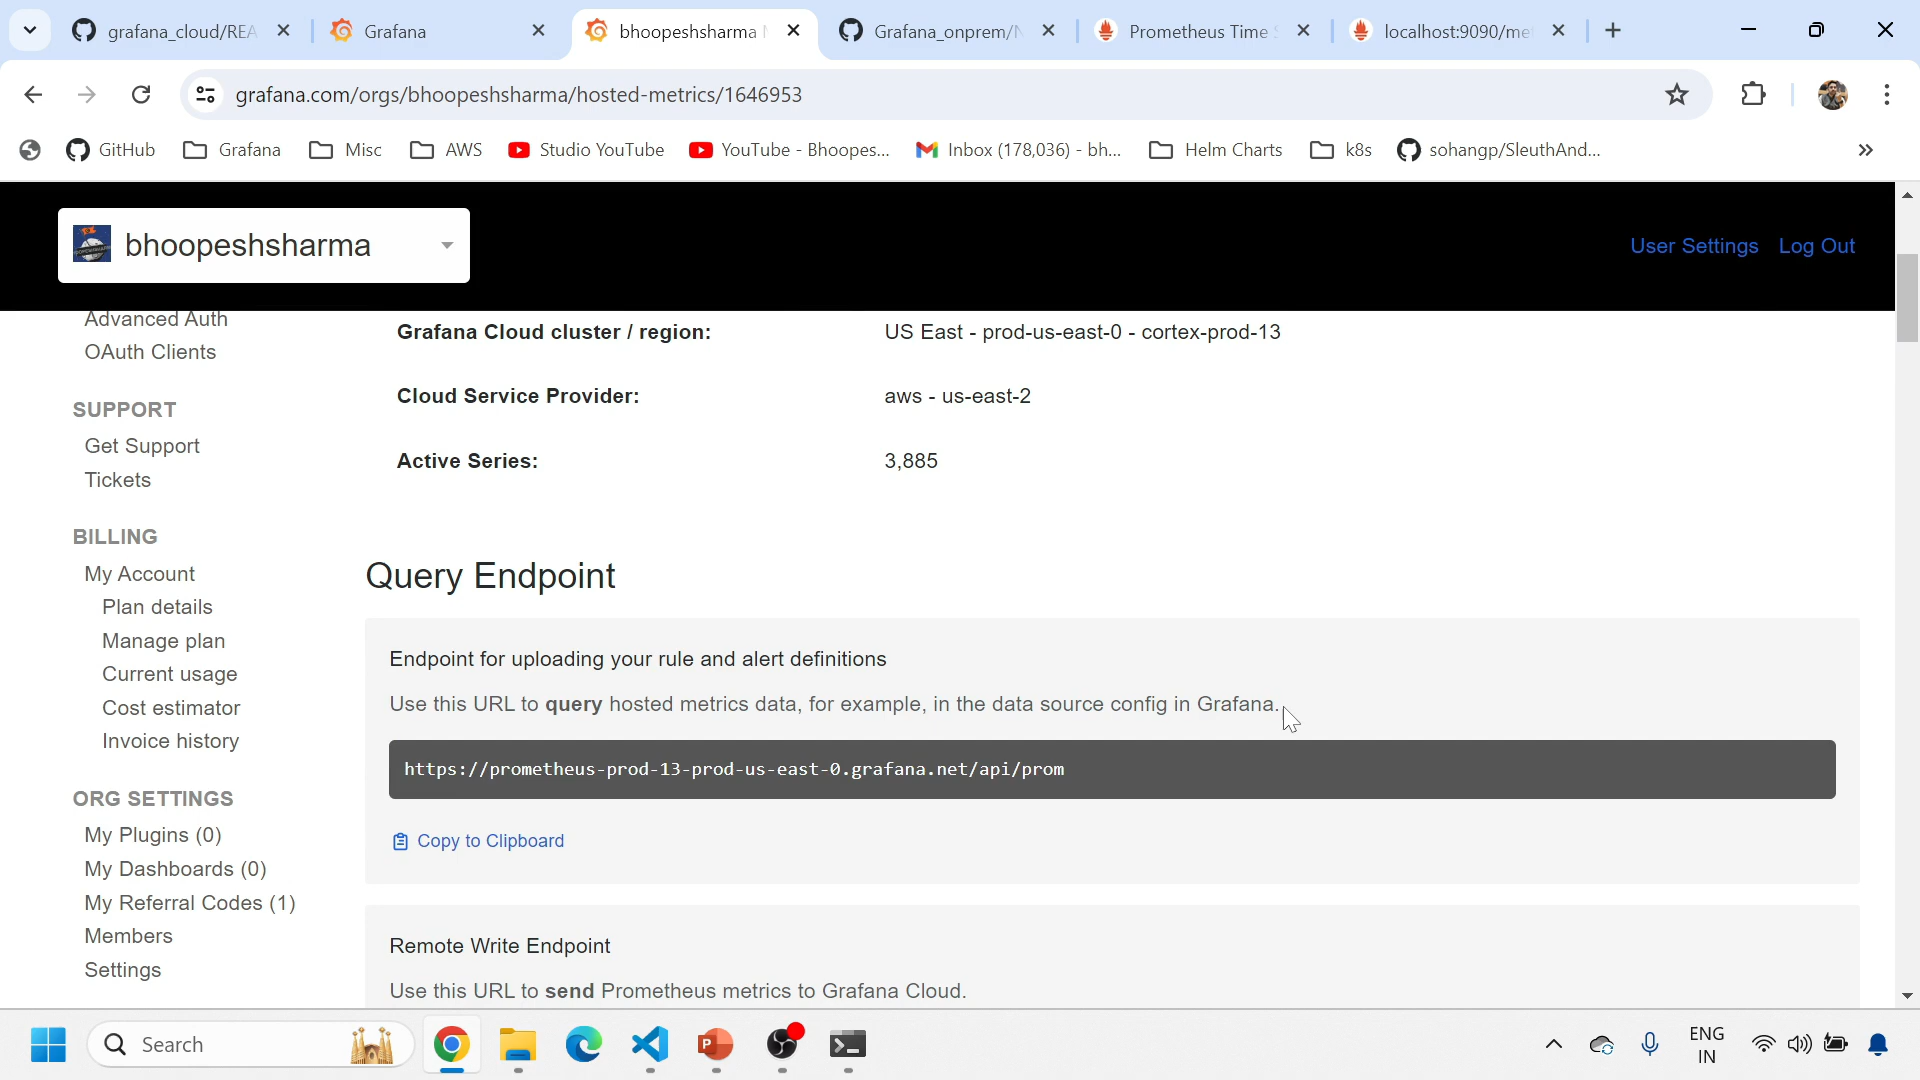 grafana_cloud/REA
Grafana
bhoopeshsharma
Grafana_onprem/
Prometheus Time
localhost:9090/me
grafana.com/orgs/bhoopeshsharma/hosted-metrics/1646953
GitHub
Grafana
Misc
AWS
Studio YouTube
YouTube - Bhoopes...
Inbox (178,036) - bh...
Helm Charts
k8s
sohangp/SleuthAnd...
bhoopeshsharma
User Settings
Log Out
Advanced Auth
OAuth Clients
SUPPORT
Get Support
Tickets
BILLING
My Account
Plan details
Manage plan
Current usage
Cost estimator
Invoice history
ORG SETTINGS
My Plugins (0)
My Dashboards (0)
My Referral Codes (1)
Members
Settings
Grafana Cloud cluster / region: US East - prod-us-east-0 - cortex-prod-13
Cloud Service Provider: aws - us-east-2
Active Series: 3,885
Query Endpoint
Endpoint for uploading your rule and alert definitions
Use this URL to query hosted metrics data, for example, in the data source config in Grafana.
https://prometheus-prod-13-prod-us-east-0.grafana.net/api/prom
Copy to Clipboard
Remote Write Endpoint
Use this URL to send Prometheus metrics to Grafana Cloud.
Search
ENG
IN